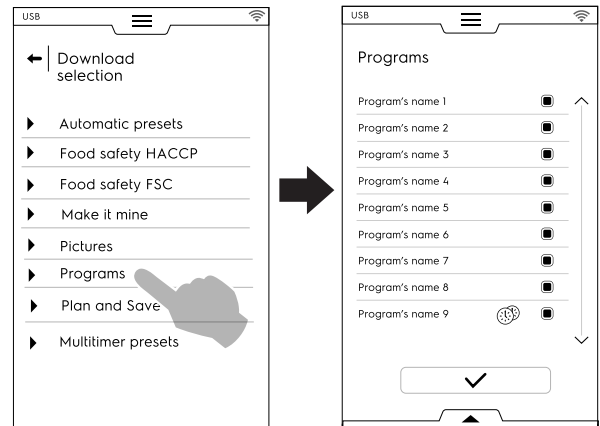 USB
Download
selection
Automatic presets
Food safety HACCP
Food safety FSC
Make it mine
Pictures
Programs
Plan and Save
Multitimer presets
USB
Programs
Program's name 1
Program's name 2
Program's name 3
Program's name 4
Program's name 5
Program's name 6
Program's name 7
Program's name 8
Program's name 9